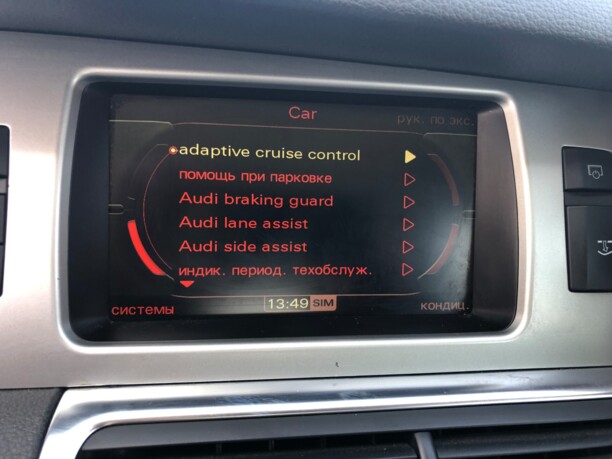 Car
рук. по экс.
adaptive cruise control
помощь при парковке
Audi braking guard
Audi lane assist
Audi side assist
индик. период. техобслуж.
системы
13:49 SIM
кондиц.